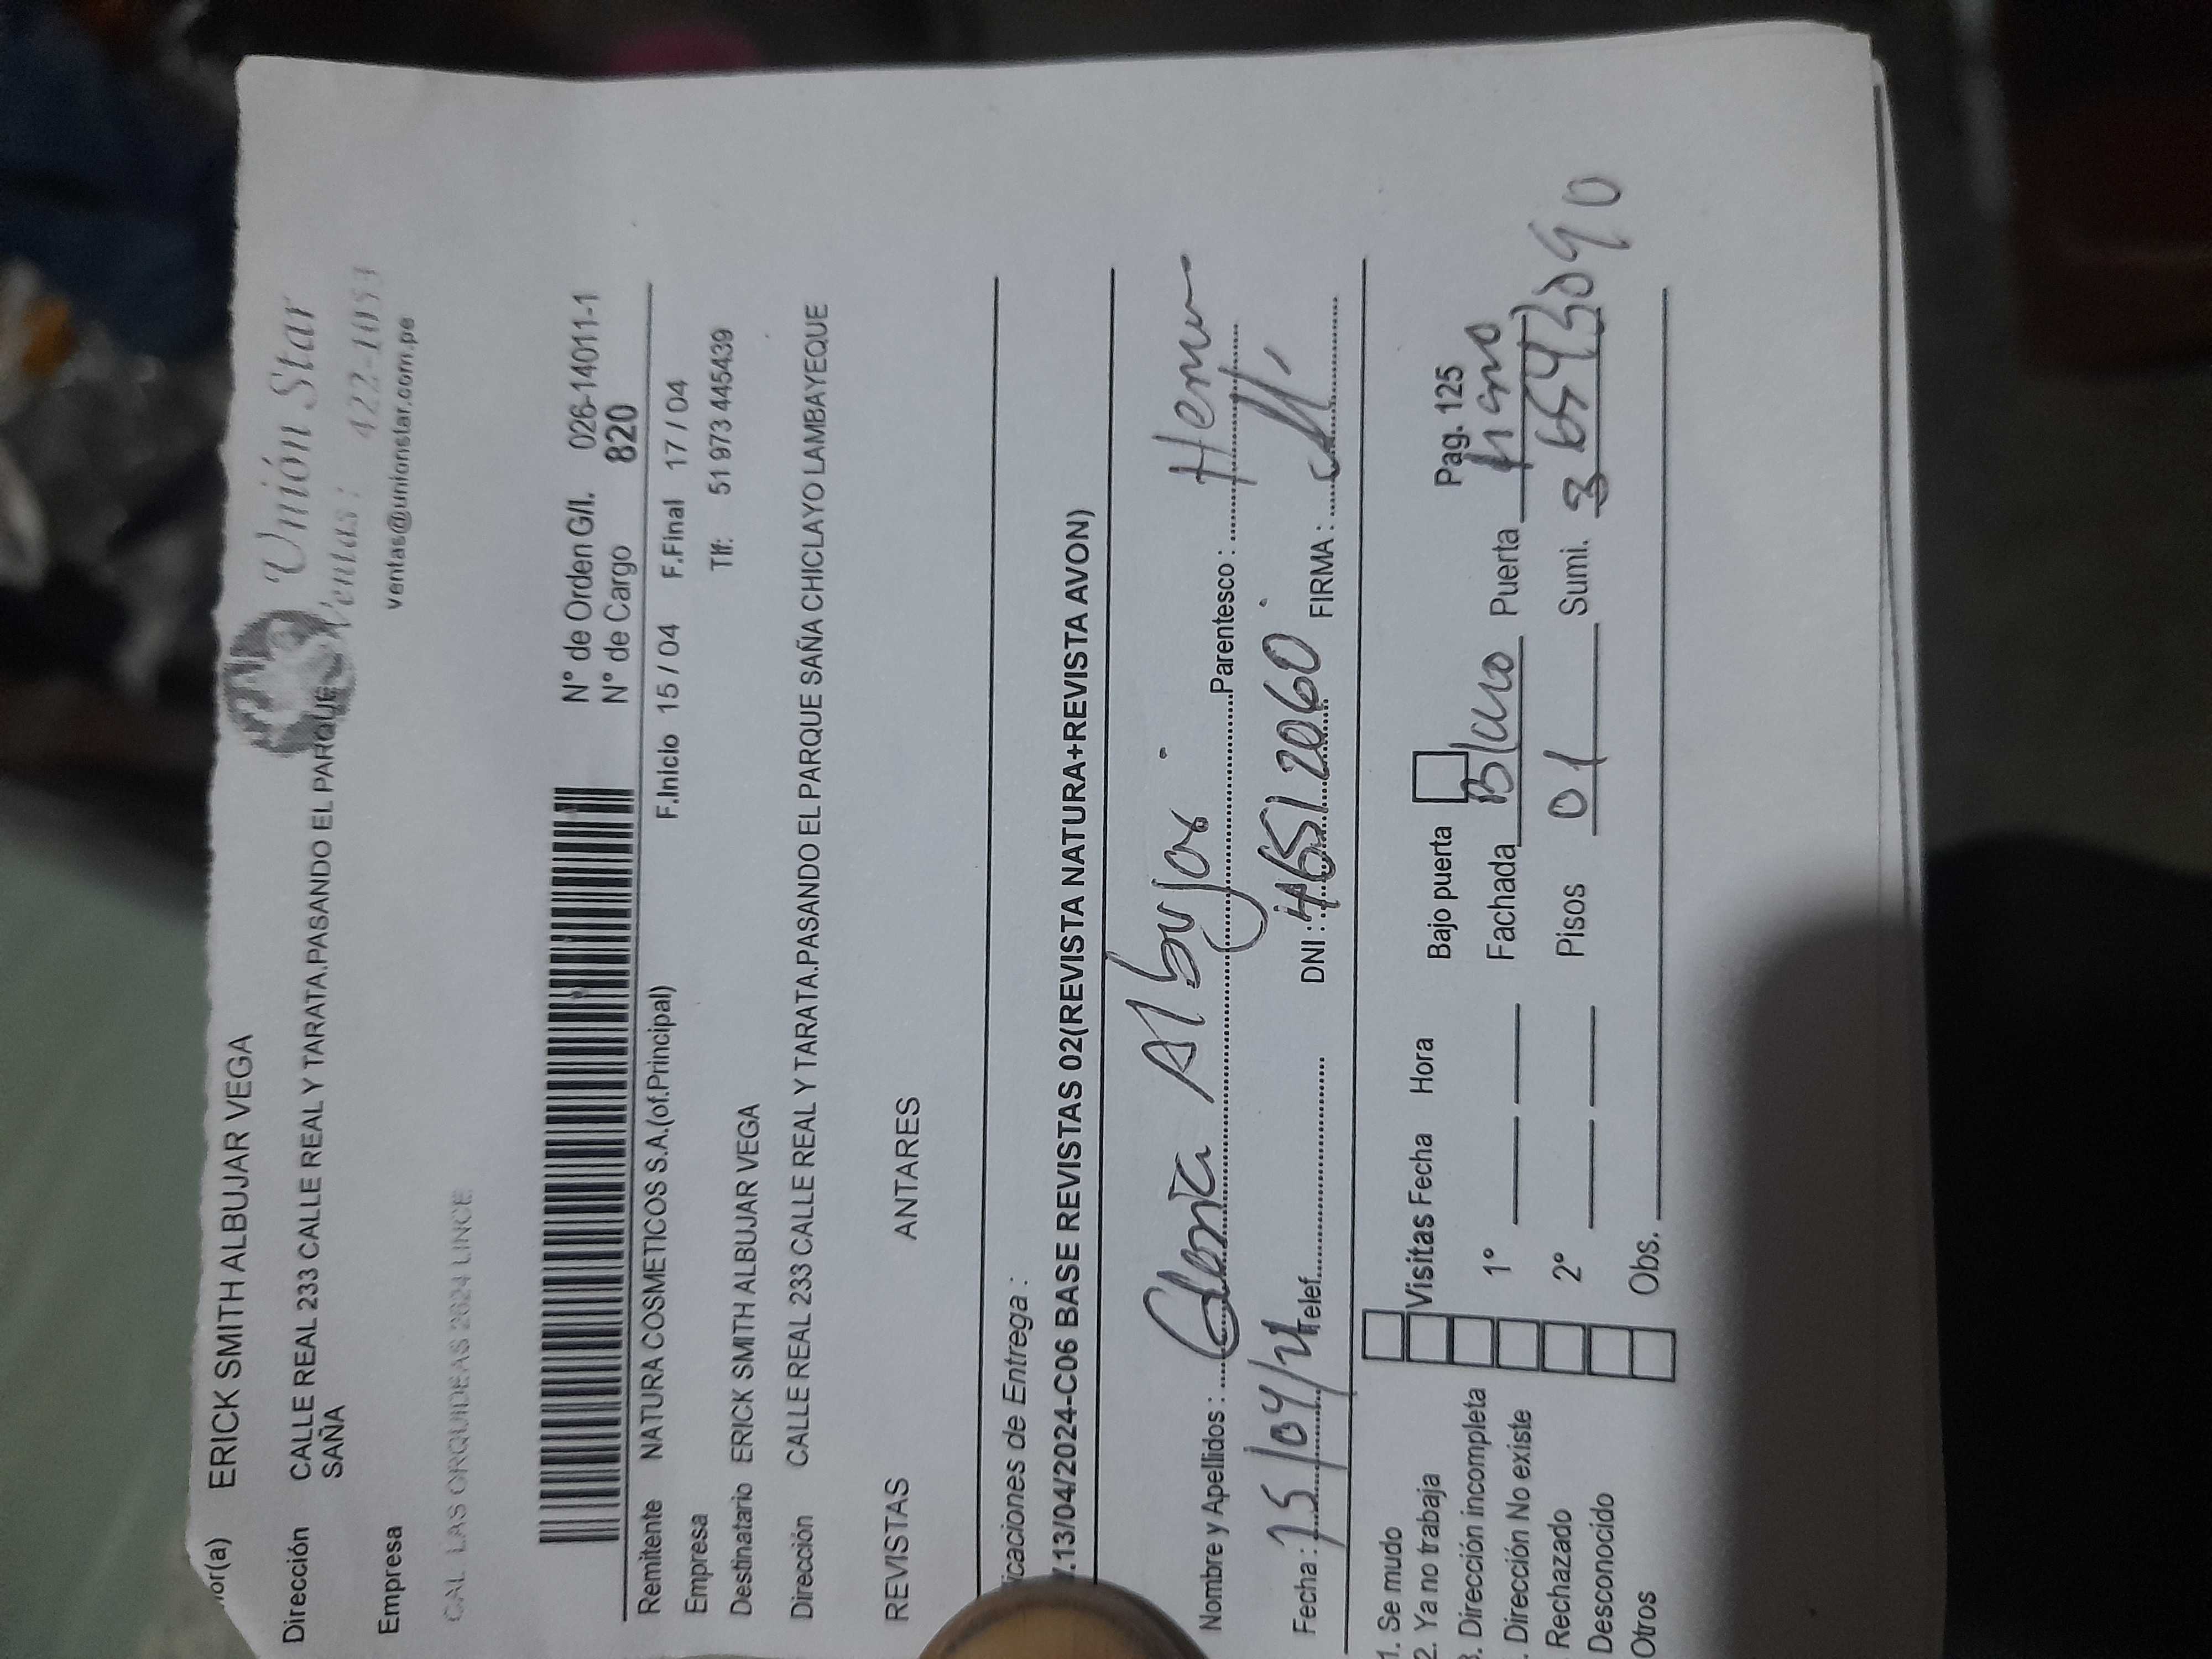 ñor(a) ERICK SMITH ALBUJAR VEGA
Unión Star
Dirección CALLE REAL 233 CALLE REAL Y TARATA.PASANDO EL PARQUE
SAÑA
Ventas: 422-1053
Empresa
ventas@unionstar.com.pe
CAL LAS ORQUIDEAS 2624 LINCE
N° de Orden G/I. 026-14011-1
N° de Cargo 820
Remitente NATURA COSMETICOS S.A.(of.Principal)
F.Inicio 15 / 04 F.Final 17 / 04
Empresa
Tlf: 51 973 445439
Destinatario ERICK SMITH ALBUJAR VEGA
Dirección CALLE REAL 233 CALLE REAL Y TARATA.PASANDO EL PARQUE SAÑA CHICLAYO LAMBAYEQUE
REVISTAS ANTARES
icaciones de Entrega :
.13/04/2024-C06 BASE REVISTAS 02(REVISTA NATURA+REVISTA AVON)
Nombre y Apellidos : Albujar Parentesco :
Fecha : 15/04/24 Telef. DNI : 46512060 FIRMA :
1. Se mudo
2. Ya no trabaja Visitas Fecha Hora Bajo puerta Pag. 125
. Dirección incompleta 1° Fachada Puerta
. Dirección No existe
Rechazado 2° Pisos 01 Sumi.
Desconocido
Otros Obs.